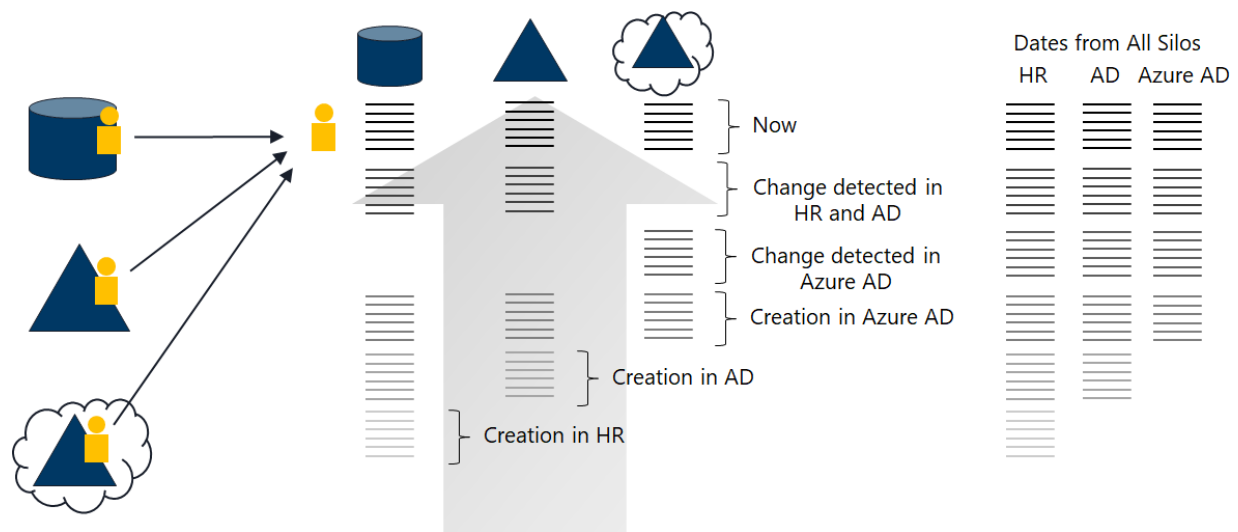 Dates from All Silos
HR AD Azure AD
Now
Change detected in
HR and AD
Change detected in
Azure AD
Creation in Azure AD
Creation in AD
Creation in HR